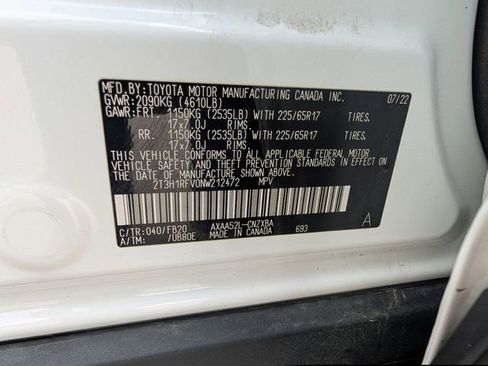 MFD.BY:TOYOTA MOTOR MANUFACTURING CANADA INC. 07/22
GVWR:2090KG (4610LB)
GAWR:FRT 1150KG (2535LB) WITH 225/65R17 TIRES.
17x7.0J RIMS.
RR. 1150KG (2535LB) WITH 225/65R17 TIRES.
17x7.0J RIMS.
THIS VEHICLE CONFORMS TO ALL APPLICABLE FEDERAL MOTOR
VEHICLE SAFETY AND THEFT PREVENTION STANDARDS IN EFFECT
ON THE DATE OF MANUFACTURE SHOWN ABOVE.
2T3H1RFV0NW212472 MPV
C/TR:040/FB20 AXAA52L-CNZXBA A
A/TM: /UB80E MADE IN CANADA 693